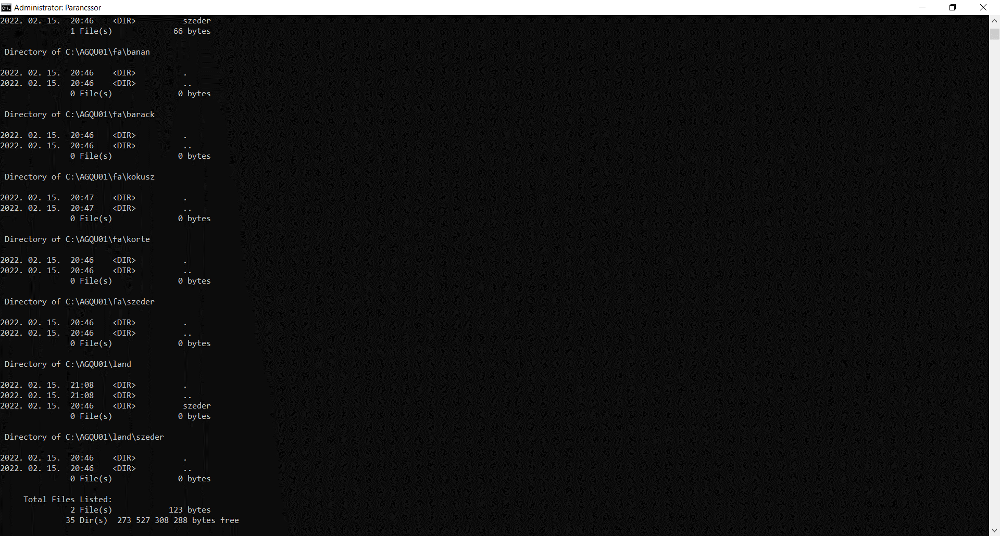 Administrator: Parancssor
2022. 02. 15.  20:46    <DIR>          szeder
               1 File(s)             66 bytes

 Directory of C:\AGQU01\fa\banan

2022. 02. 15.  20:46    <DIR>          .
2022. 02. 15.  20:46    <DIR>          ..
               0 File(s)              0 bytes

 Directory of C:\AGQU01\fa\barack

2022. 02. 15.  20:46    <DIR>          .
2022. 02. 15.  20:46    <DIR>          ..
               0 File(s)              0 bytes

 Directory of C:\AGQU01\fa\kokusz

2022. 02. 15.  20:47    <DIR>          .
2022. 02. 15.  20:47    <DIR>          ..
               0 File(s)              0 bytes

 Directory of C:\AGQU01\fa\korte

2022. 02. 15.  20:46    <DIR>          .
2022. 02. 15.  20:46    <DIR>          ..
               0 File(s)              0 bytes

 Directory of C:\AGQU01\fa\szeder

2022. 02. 15.  20:46    <DIR>          .
2022. 02. 15.  20:46    <DIR>          ..
               0 File(s)              0 bytes

 Directory of C:\AGQU01\land

2022. 02. 15.  21:08    <DIR>          .
2022. 02. 15.  21:08    <DIR>          ..
2022. 02. 15.  20:46    <DIR>          szeder
               0 File(s)              0 bytes

 Directory of C:\AGQU01\land\szeder

2022. 02. 15.  20:46    <DIR>          .
2022. 02. 15.  20:46    <DIR>          ..
               0 File(s)              0 bytes

     Total Files Listed:
               2 File(s)            123 bytes
              35 Dir(s)  273 527 308 288 bytes free